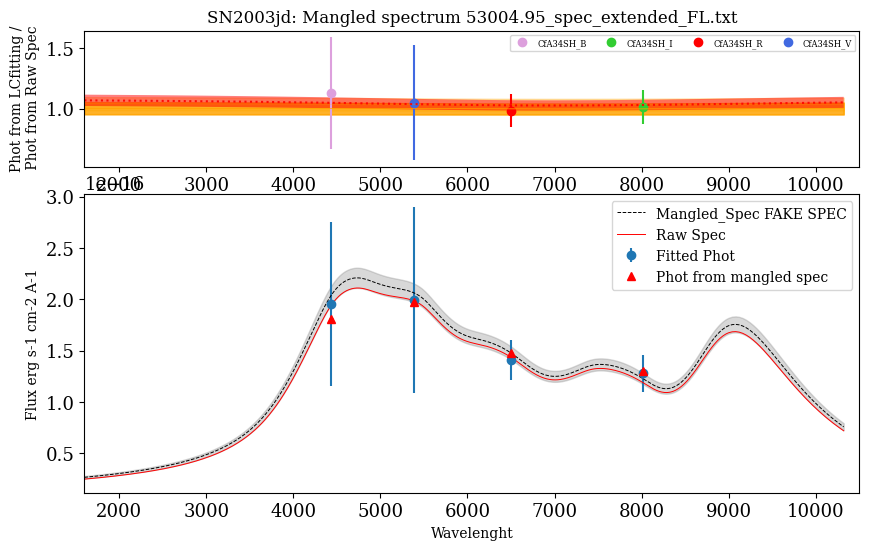 SN2003jd: Mangled spectrum 53004.95_spec_extended_FL.txt
Phot from LCfitting /
Phot from Raw Spec
1.5
1.0
CfA34SH_B
CfA34SH_I
CfA34SH_R
CfA34SH_V
2000 3000 4000 5000 6000 7000 8000 9000 10000
1e−16
Flux erg s-1 cm-2 A-1
3.0
2.5
2.0
1.5
1.0
0.5
Mangled_Spec FAKE SPEC
Raw Spec
Fitted Phot
Phot from mangled spec
2000 3000 4000 5000 6000 7000 8000 9000 10000
Wavelenght